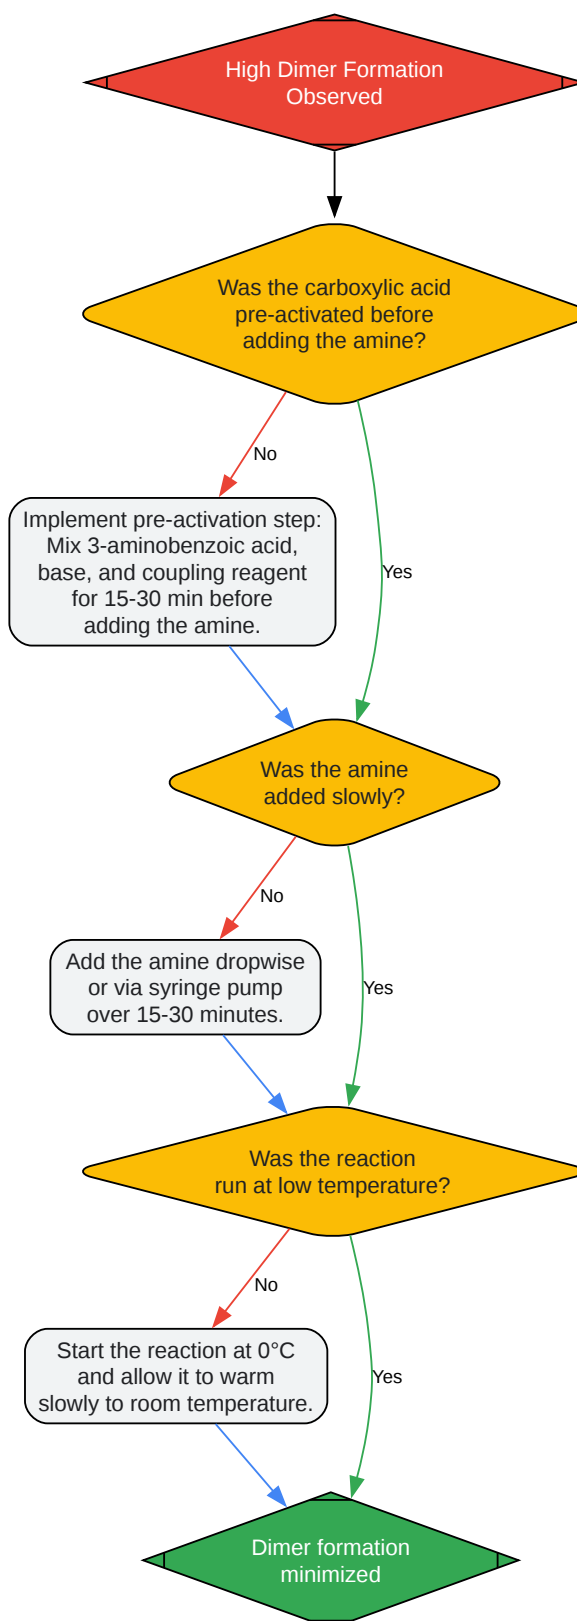 High Dimer Formation
Observed
Was the carboxylic acid
pre-activated before
adding the amine?
No
Implement pre-activation step:
Mix 3-aminobenzoic acid,
base, and coupling reagent
for 15-30 min before
adding the amine.
Yes
Was the amine
added slowly?
No
Add the amine dropwise
or via syringe pump
over 15-30 minutes.
Yes
Was the reaction
run at low temperature?
No
Start the reaction at 0°C
and allow it to warm
slowly to room temperature.
Yes
Dimer formation
minimized